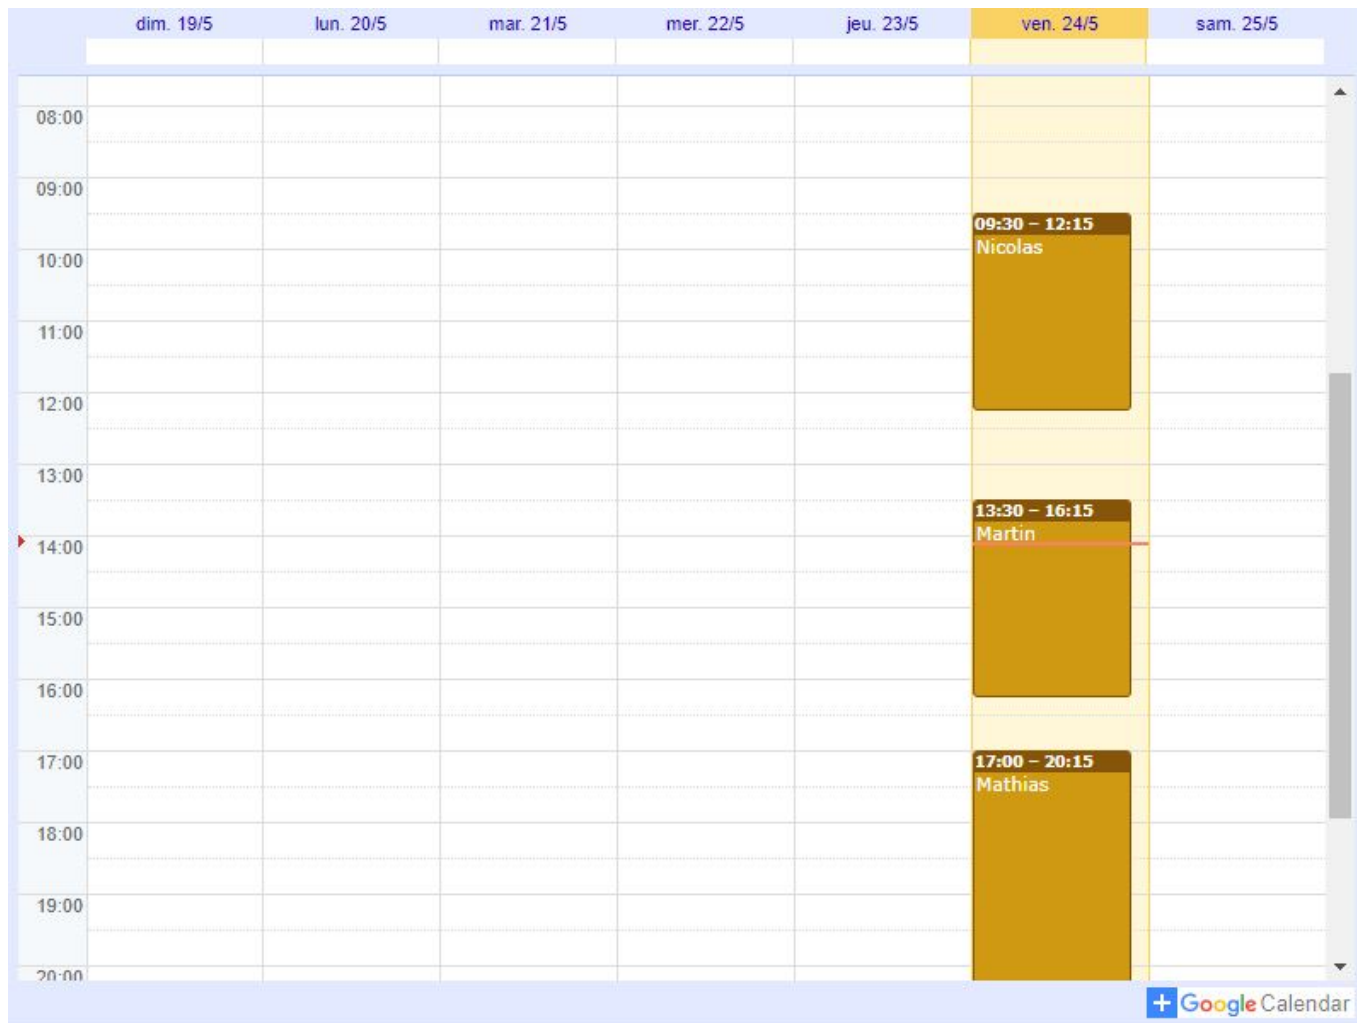 dim. 19/5 lun. 20/5 mar. 21/5 mer. 22/5 jeu. 23/5 ven. 24/5 sam. 25/5
08:00
09:00
09:30 – 12:15
Nicolas
10:00
11:00
12:00
13:00
13:30 – 16:15
Martin
14:00
15:00
16:00
17:00
17:00 – 20:15
Mathias
18:00
19:00
20:00
Google Calendar